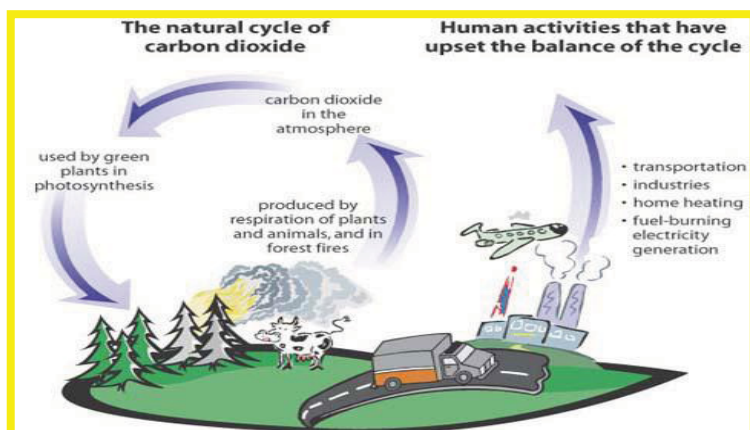 The natural cycle of
carbon dioxide
Human activities that have
upset the balance of the cycle
carbon dioxide
in the
atmosphere
used by green
plants in
photosynthesis
produced by
respiration of plants
and animals, and in
forest fires
• transportation
• industries
• home heating
• fuel-burning
electricity
generation